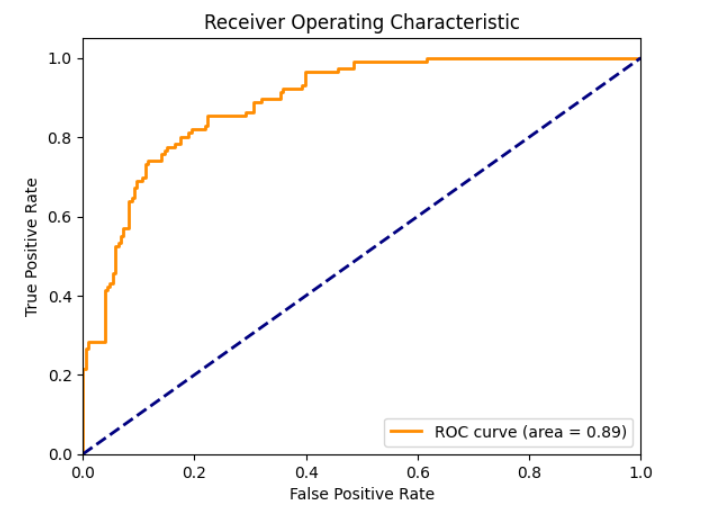 Receiver Operating Characteristic
True Positive Rate
1.0
0.8
0.6
0.4
0.2
0.0
ROC curve (area = 0.89)
0.0 0.2 0.4 0.6 0.8 1.0
False Positive Rate